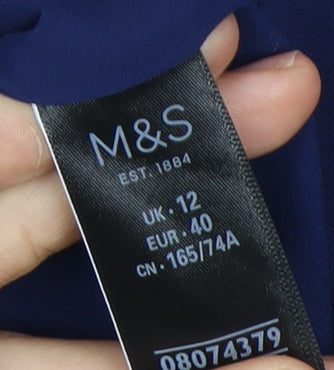 M&S
EST. 1884
UK · 12
EUR · 40
CN · 165/74A
08074379